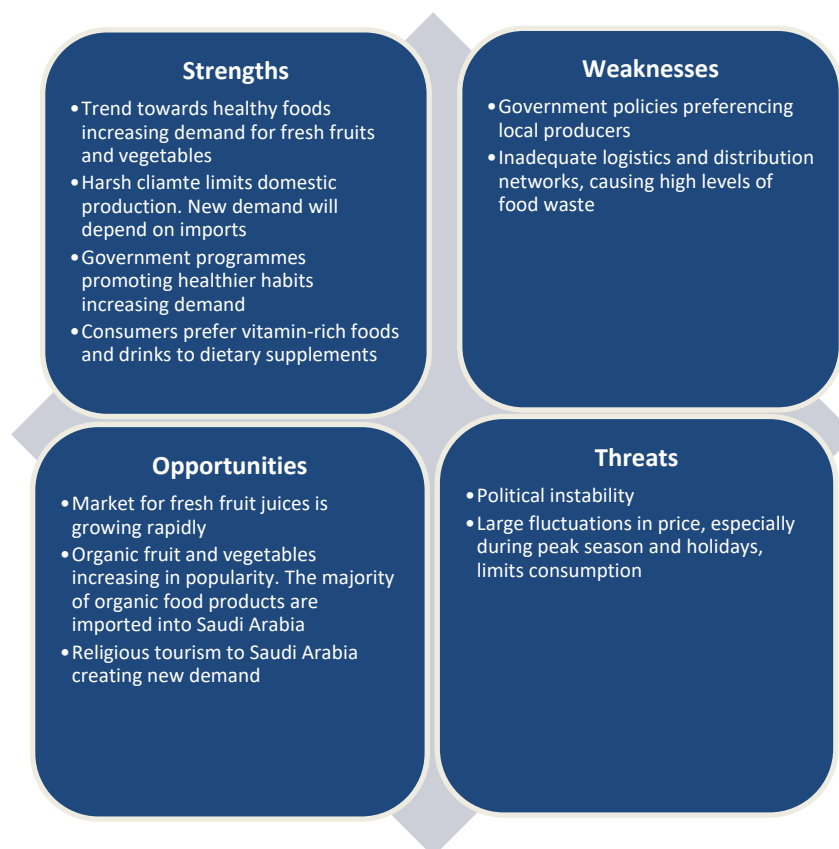 Strengths
•Trend towards healthy foods
increasing demand for fresh fruits
and vegetables
•Harsh cliamte limits domestic
production. New demand will
depend on imports
•Government programmes
promoting healthier habits
increasing demand
•Consumers prefer vitamin-rich foods
and drinks to dietary supplements
Weaknesses
•Government policies preferencing
local producers
•Inadequate logistics and distribution
networks, causing high levels of
food waste
Opportunities
•Market for fresh fruit juices is
growing rapidly
•Organic fruit and vegetables
increasing in popularity. The majority
of organic food products are
imported into Saudi Arabia
•Religious tourism to Saudi Arabia
creating new demand
Threats
•Political instability
•Large fluctuations in price, especially
during peak season and holidays,
limits consumption